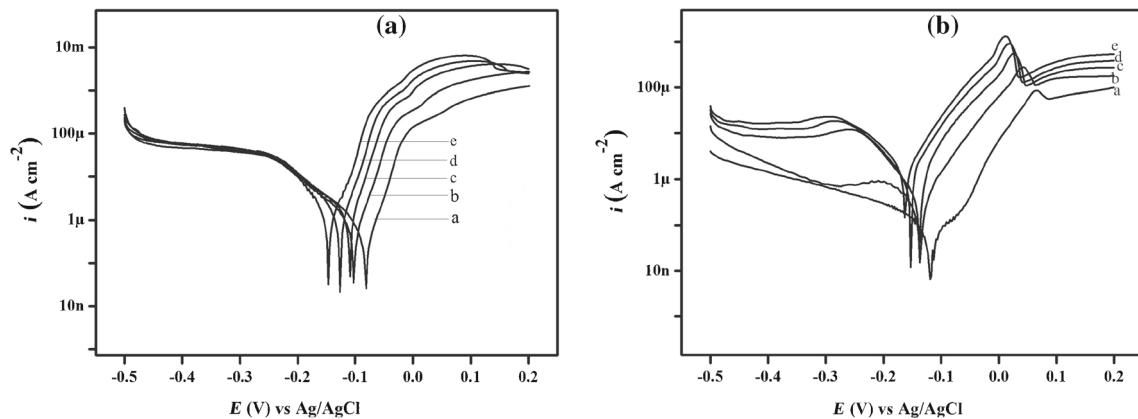 (a)
10m
100µ
1µ
10n
i (A cm-2)
e
d
c
b
a
-0.5 -0.4 -0.3 -0.2 -0.1 0.0 0.1 0.2
E (V) vs Ag/AgCl
(b)
100µ
1µ
10n
i (A cm-2)
e
d
c
b
a
-0.5 -0.4 -0.3 -0.2 -0.1 0.0 0.1 0.2
E (V) vs Ag/AgCl